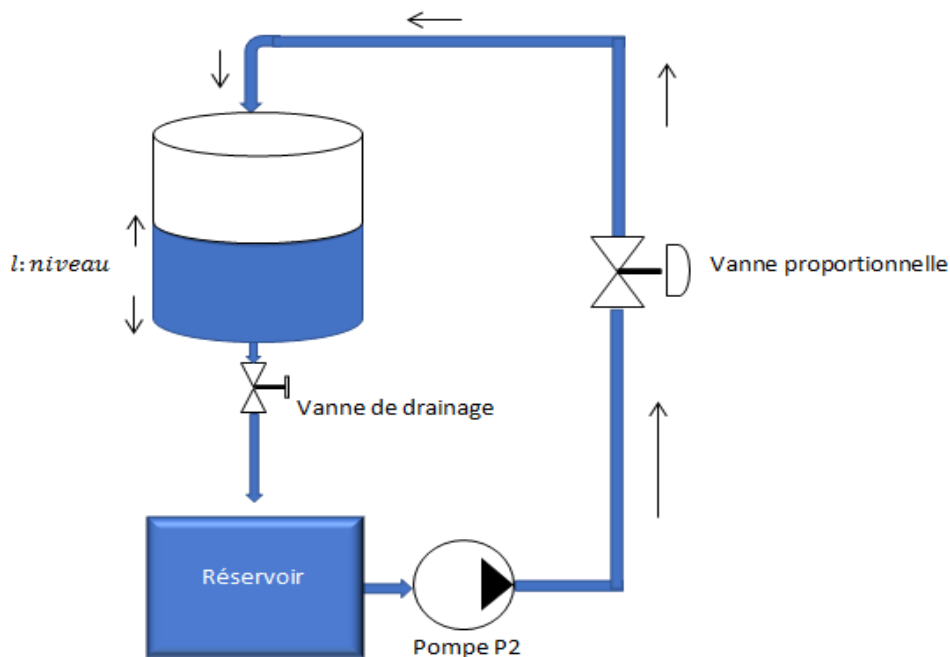 l: niveau
Vanne proportionnelle
Vanne de drainage
Réservoir
Pompe P2